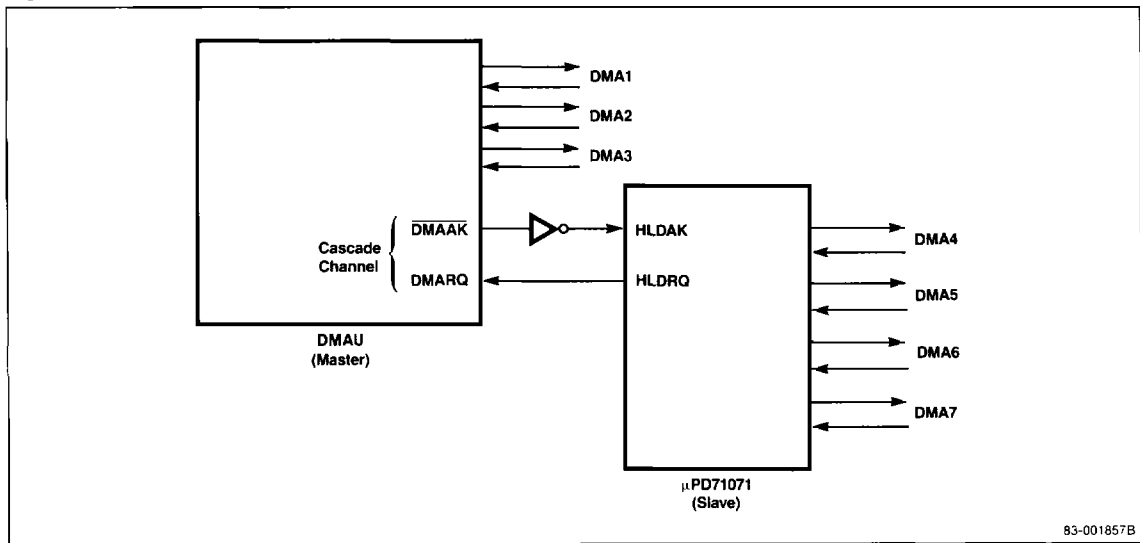 DMA1
DMA2
DMA3
Cascade
Channel
DMAAK
DMARQ
HLDAK
HLDRQ
DMA4
DMA5
DMA6
DMA7
DMAU
(Master)
μPD71071
(Slave)
83-001857B